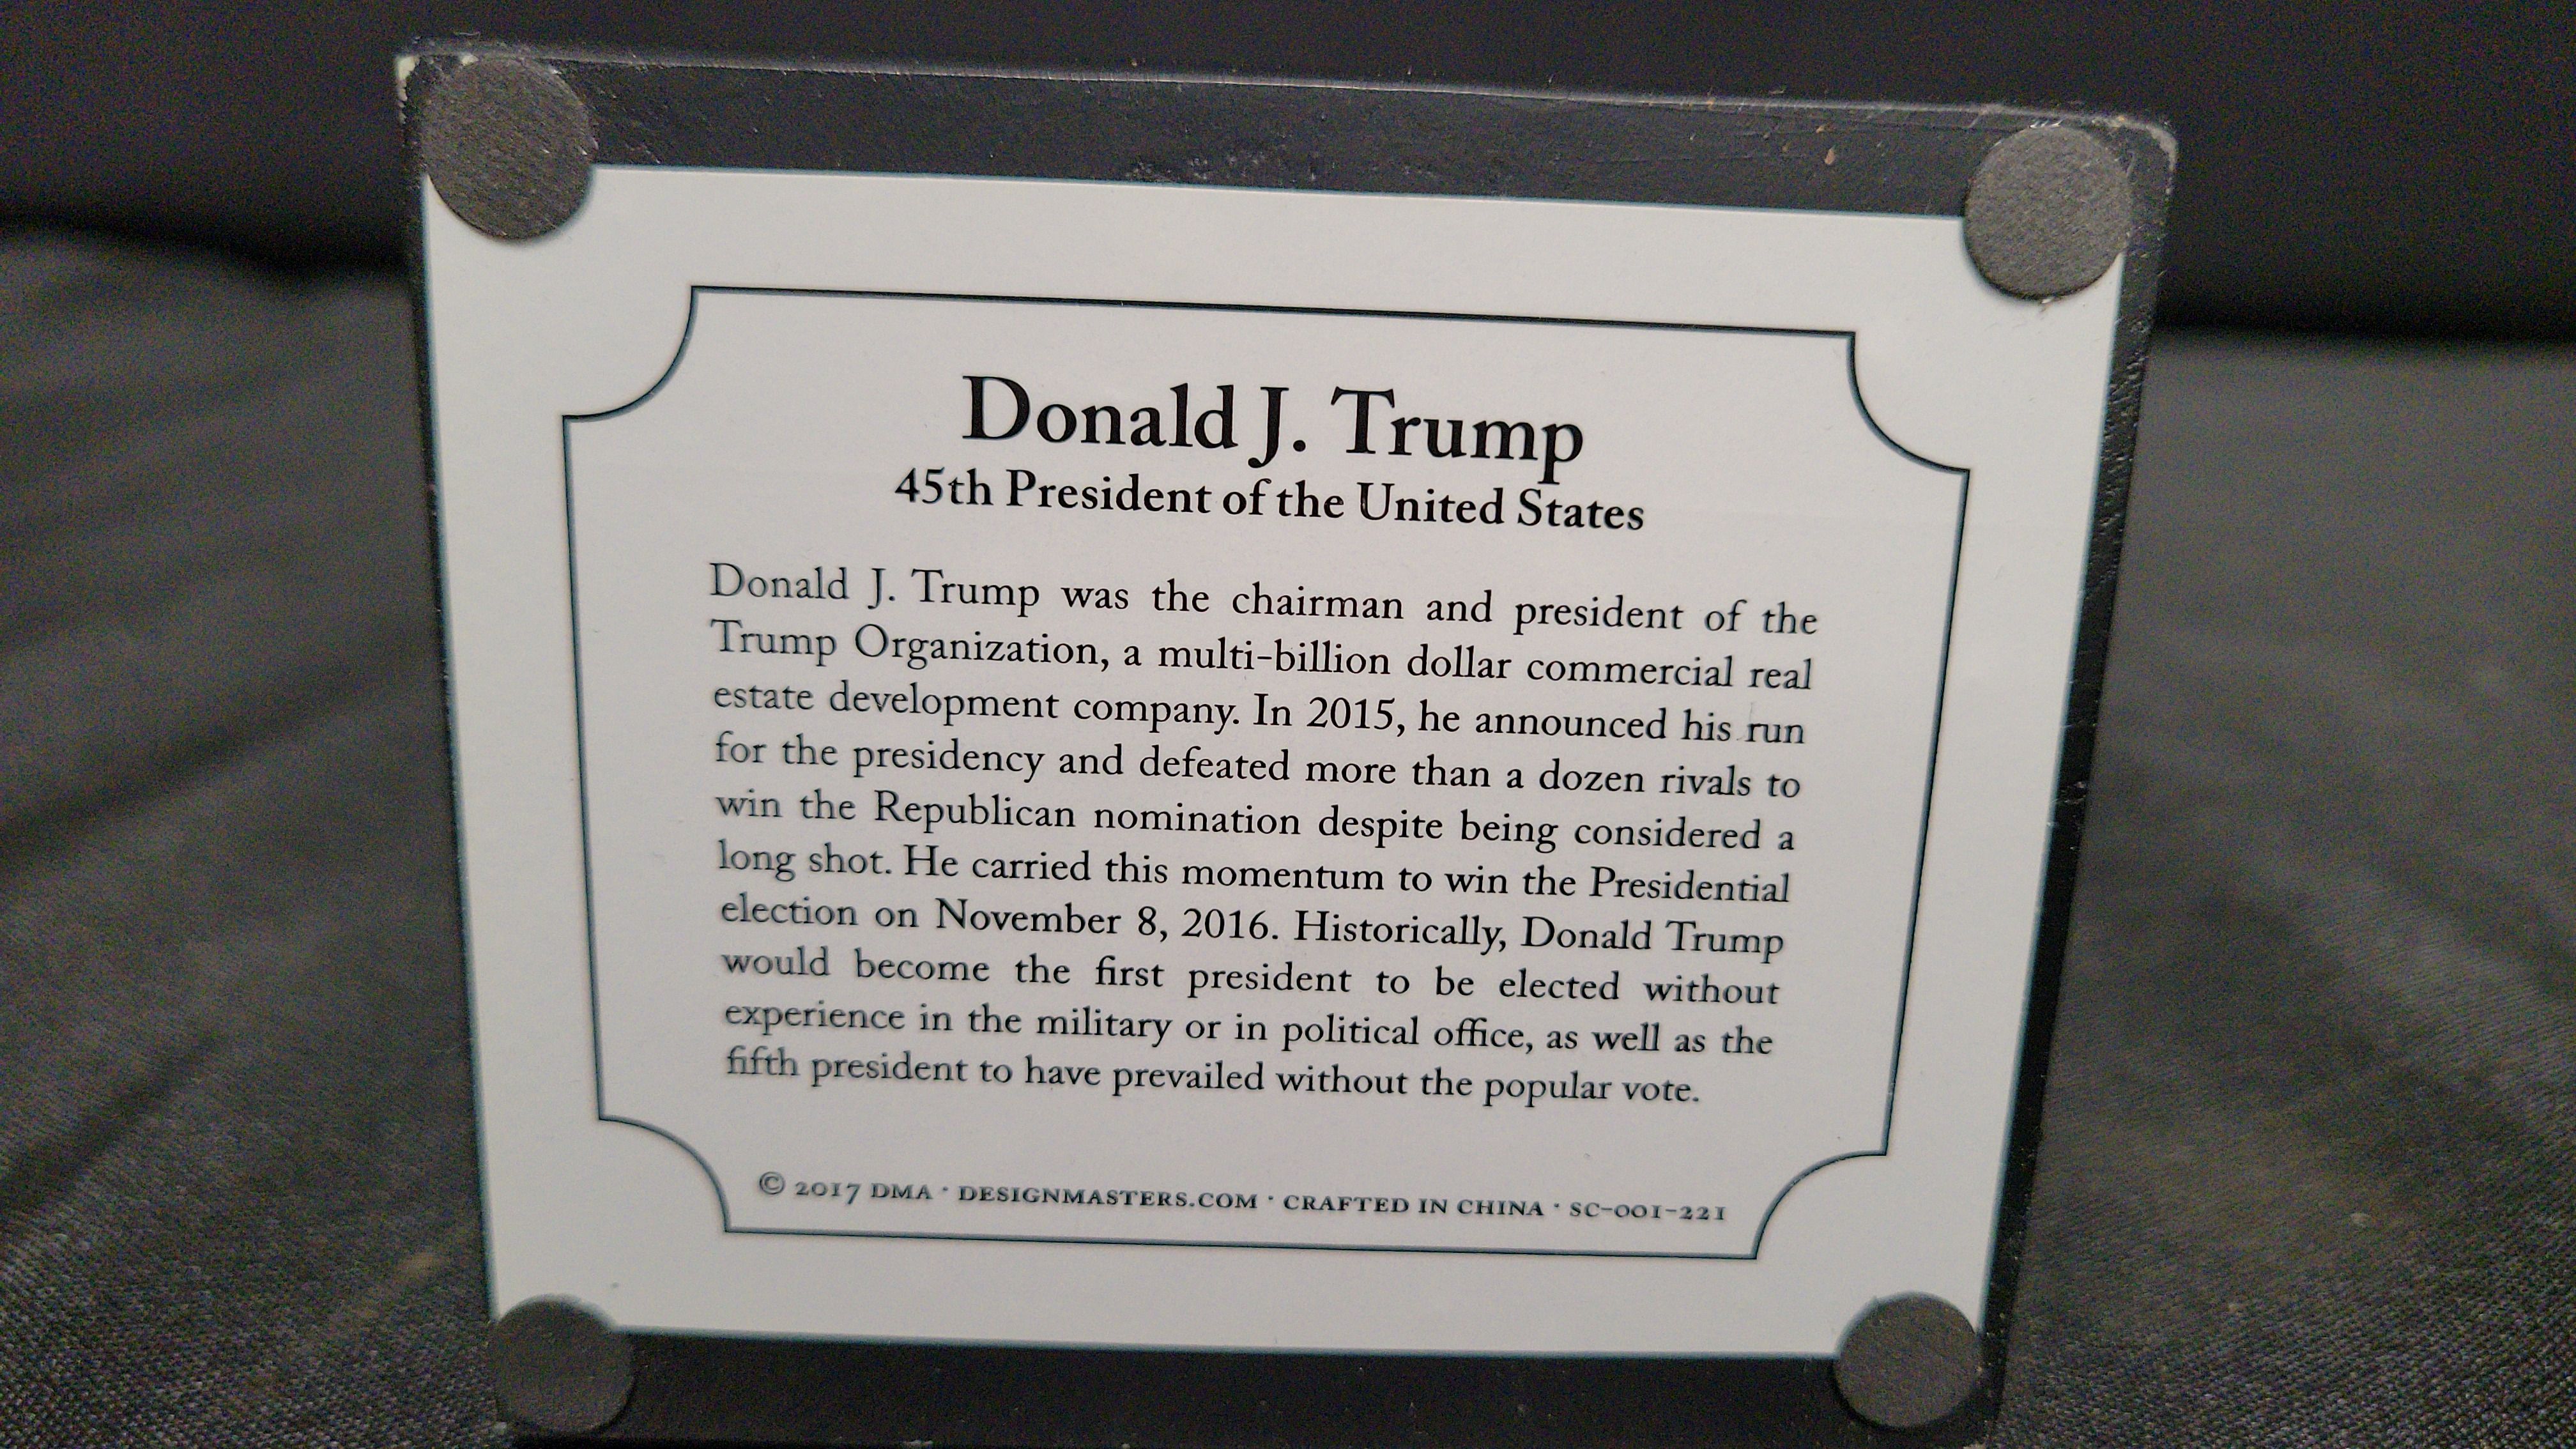 Donald J. Trump
45th President of the United States
Donald J. Trump was the chairman and president of the
Trump Organization, a multi-billion dollar commercial real
estate development company. In 2015, he announced his run
for the presidency and defeated more than a dozen rivals to
win the Republican nomination despite being considered a
long shot. He carried this momentum to win the Presidential
election on November 8, 2016. Historically, Donald Trump
would become the first president to be elected without
experience in the military or in political office, as well as the
fifth president to have prevailed without the popular vote.
© 2017 DMA · DESIGNMASTERS.COM · CRAFTED IN CHINA · SC-001-221